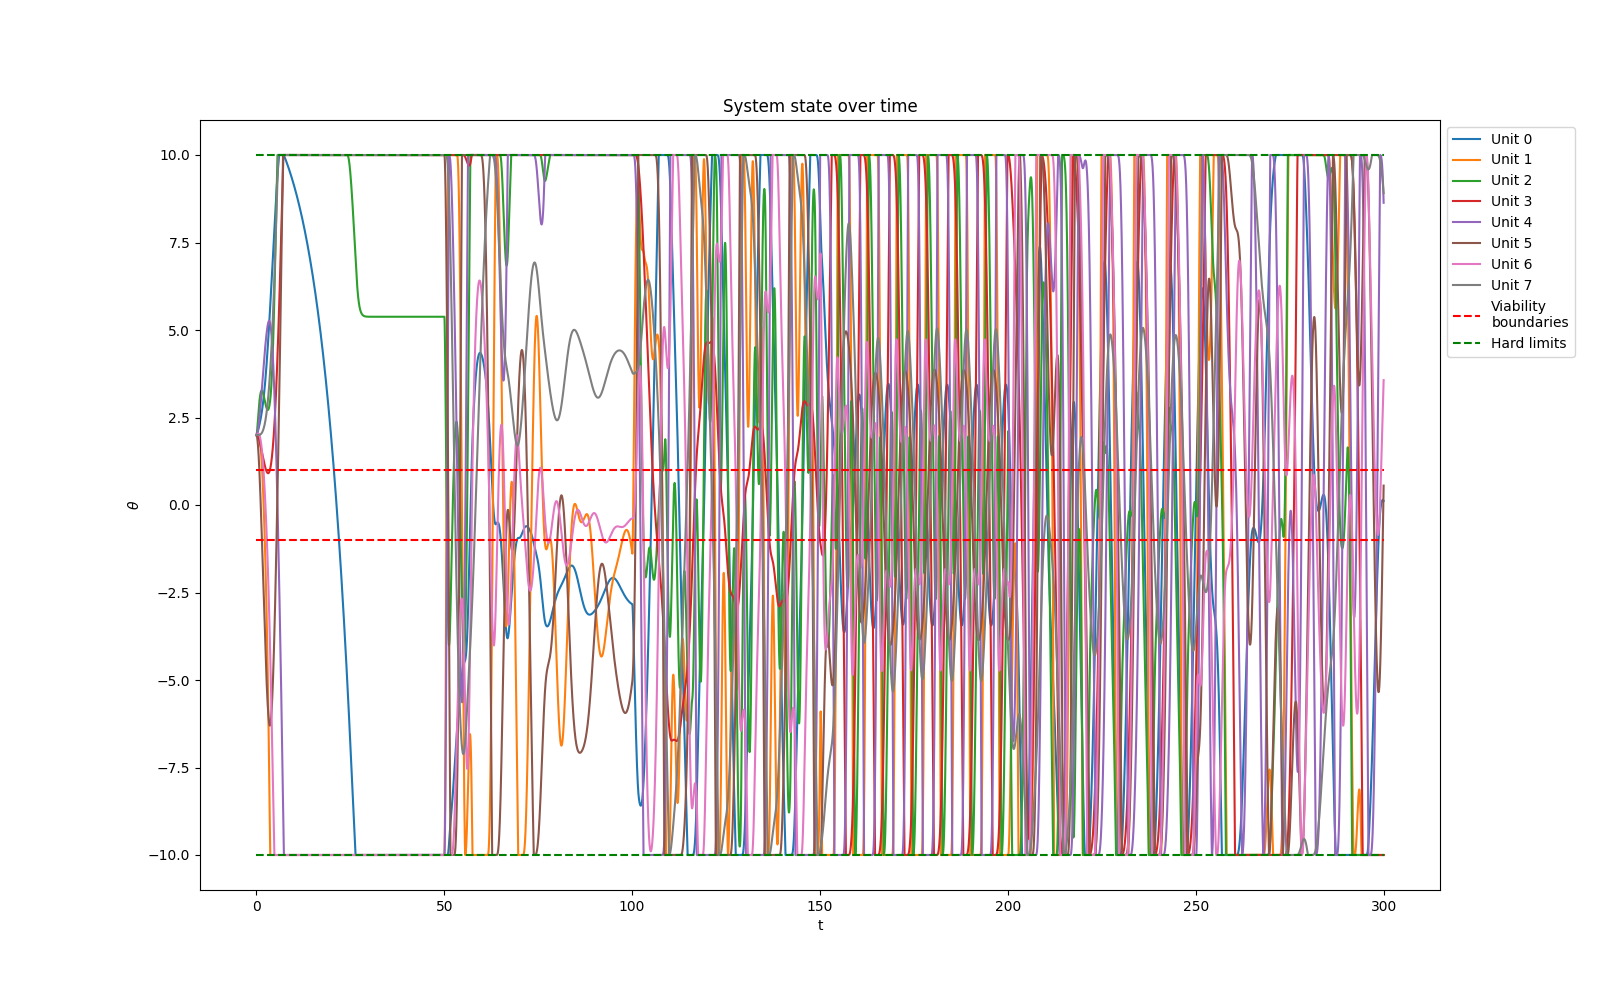 System state over time
10.0
7.5
5.0
2.5
0.0
−2.5
−5.0
−7.5
−10.0
θ
0
50
100
150
200
250
300
t
Unit 0
Unit 1
Unit 2
Unit 3
Unit 4
Unit 5
Unit 6
Unit 7
Viability
boundaries
Hard limits